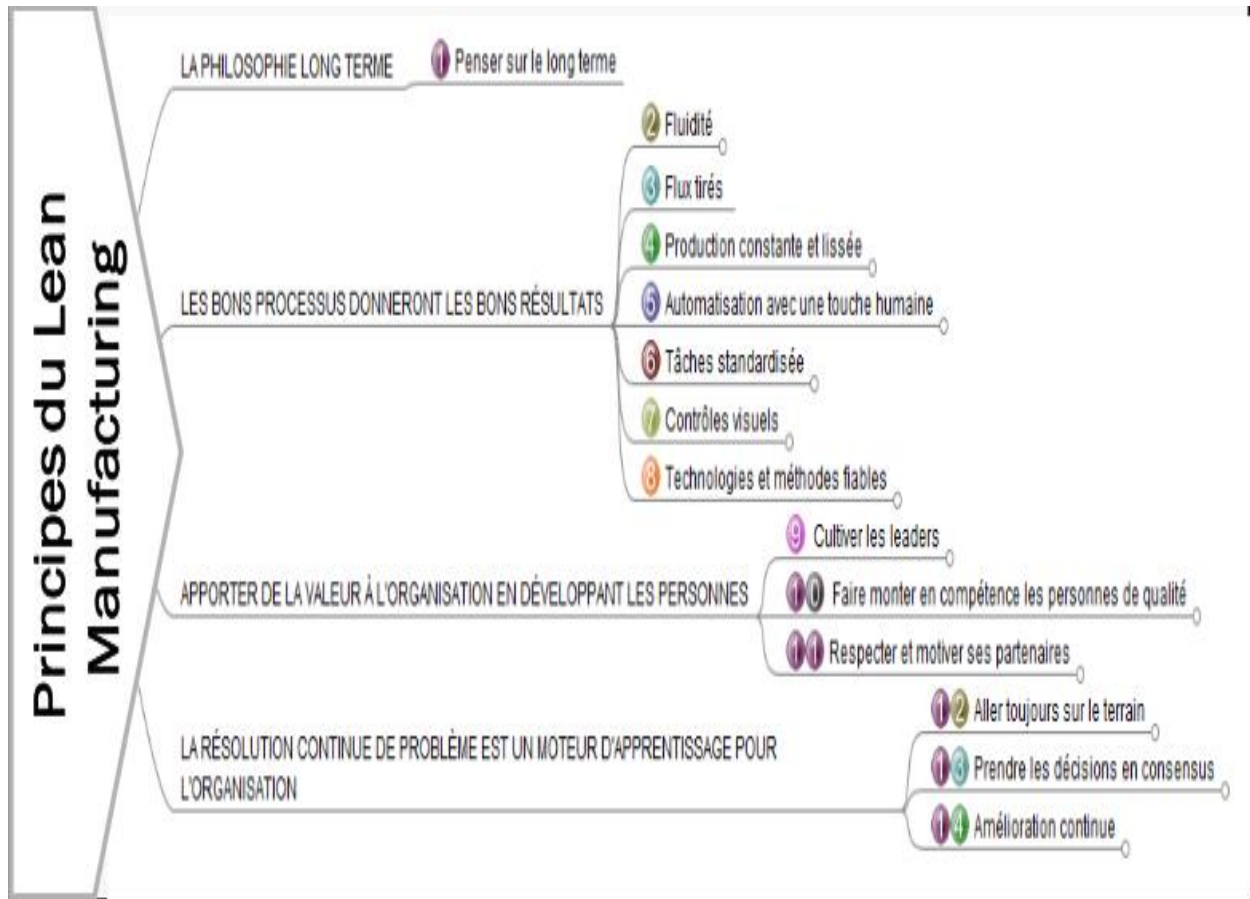 Principes du Lean
Manufacturing
LA PHILOSOPHIE LONG TERME
1 Penser sur le long terme
LES BONS PROCESSUS DONNERONT LES BONS RÉSULTATS
2 Fluidité
3 Flux tirés
4 Production constante et lissée
5 Automatisation avec une touche humaine
6 Tâches standardisée
7 Contrôles visuels
8 Technologies et méthodes fiables
APPORTER DE LA VALEUR À L'ORGANISATION EN DÉVELOPPANT LES PERSONNES
9 Cultiver les leaders
10 Faire monter en compétence les personnes de qualité
11 Respecter et motiver ses partenaires
LA RÉSOLUTION CONTINUE DE PROBLÈME EST UN MOTEUR D'APPRENTISSAGE POUR
L'ORGANISATION
12 Aller toujours sur le terrain
13 Prendre les décisions en consensus
14 Amélioration continue